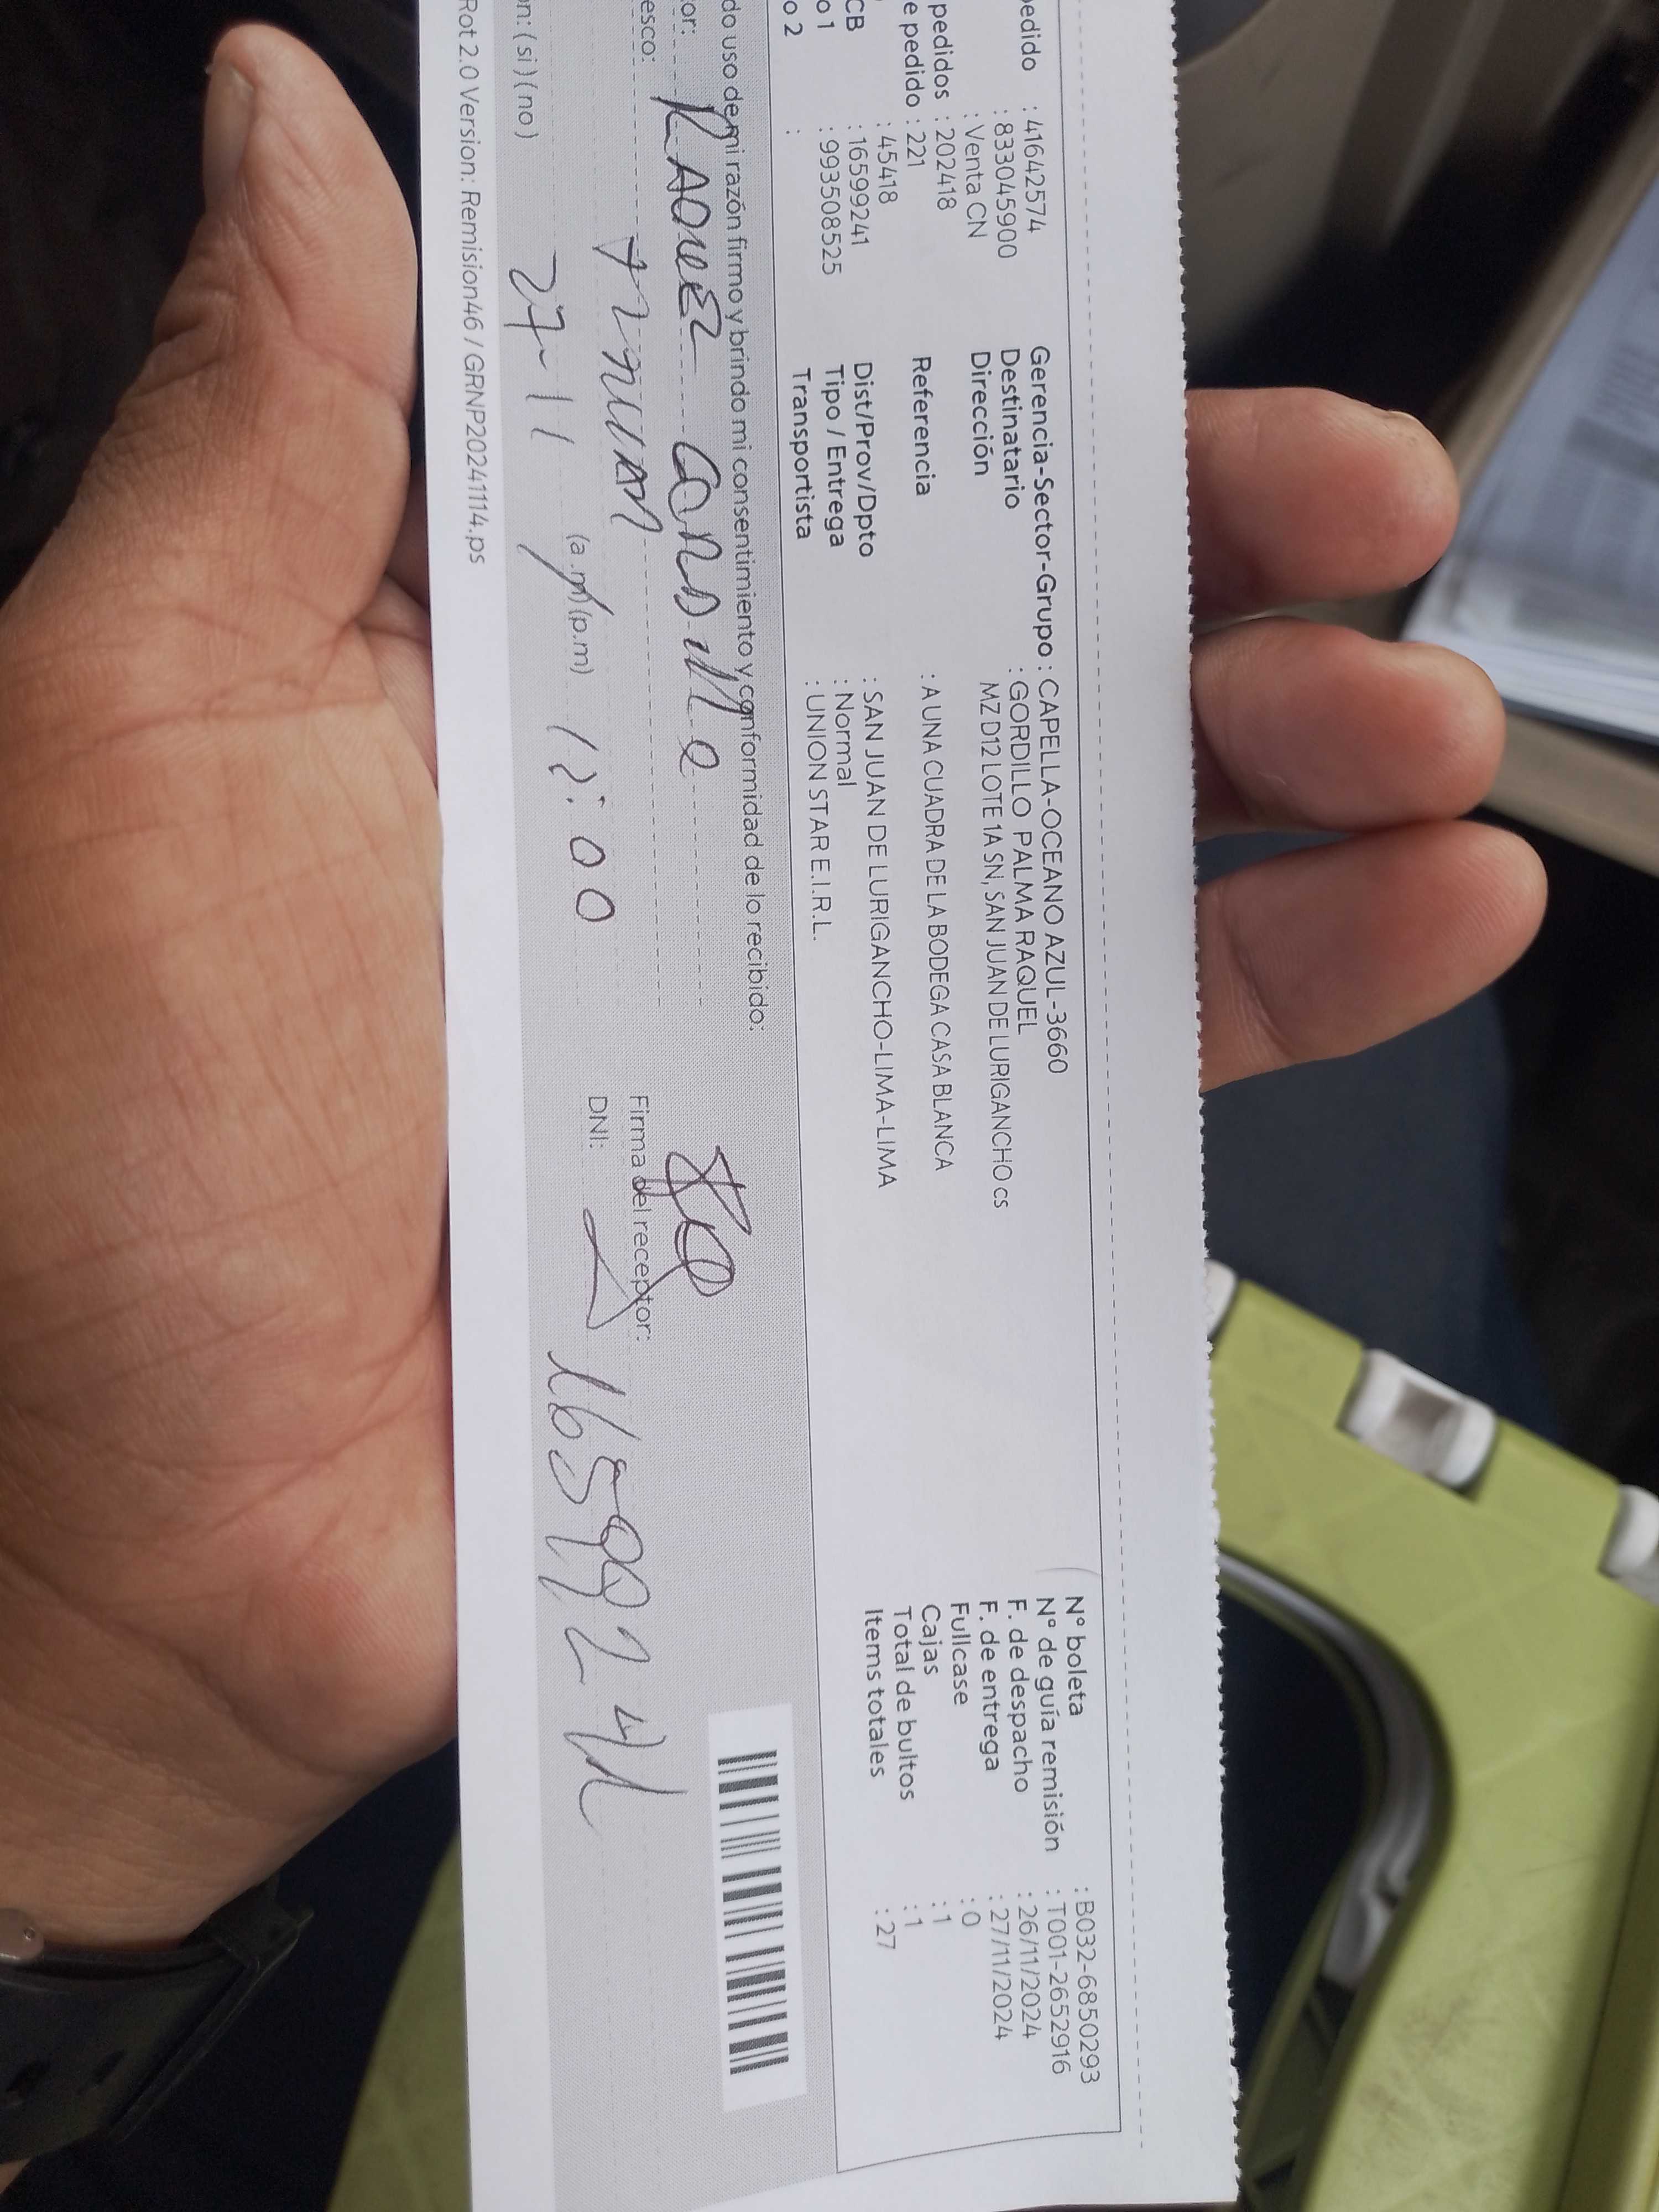 edido : 41642574
: 833045900
: Venta CN
pedidos : 202418
e pedido : 221
: 45418
CB : 16599241
o 1 : 993508525
o 2 :
Gerencia-Sector-Grupo : CAPELLA-OCEANO AZUL-3660
Destinatario : GORDILLO PALMA RAQUEL
Dirección MZ D12 LOTE 1A SN, SAN JUAN DE LURIGANCHO cs
Referencia : A UNA CUADRA DE LA BODEGA CASA BLANCA
Dist/Prov/Dpto : SAN JUAN DE LURIGANCHO-LIMA-LIMA
Tipo / Entrega : Normal
Transportista : UNION STAR E.I.R.L.
N° boleta : B032-6850293
N° de guía remisión : T001-2652916
F. de despacho : 26/11/2024
F. de entrega : 27/11/2024
Fullcase : 0
Cajas : 1
Total de bultos : 1
Items totales : 27
do uso de mi razón firmo y brindo mi consentimiento y conformidad de lo recibido:
or: RAQUEL
esco:
Firma del receptor:
DNI: 16599241
n: ( si ) ( no ) 27-11 (a.m) (p.m) 12:00
Rot 2.0 Version: Remision46 / GRNP20241114.ps